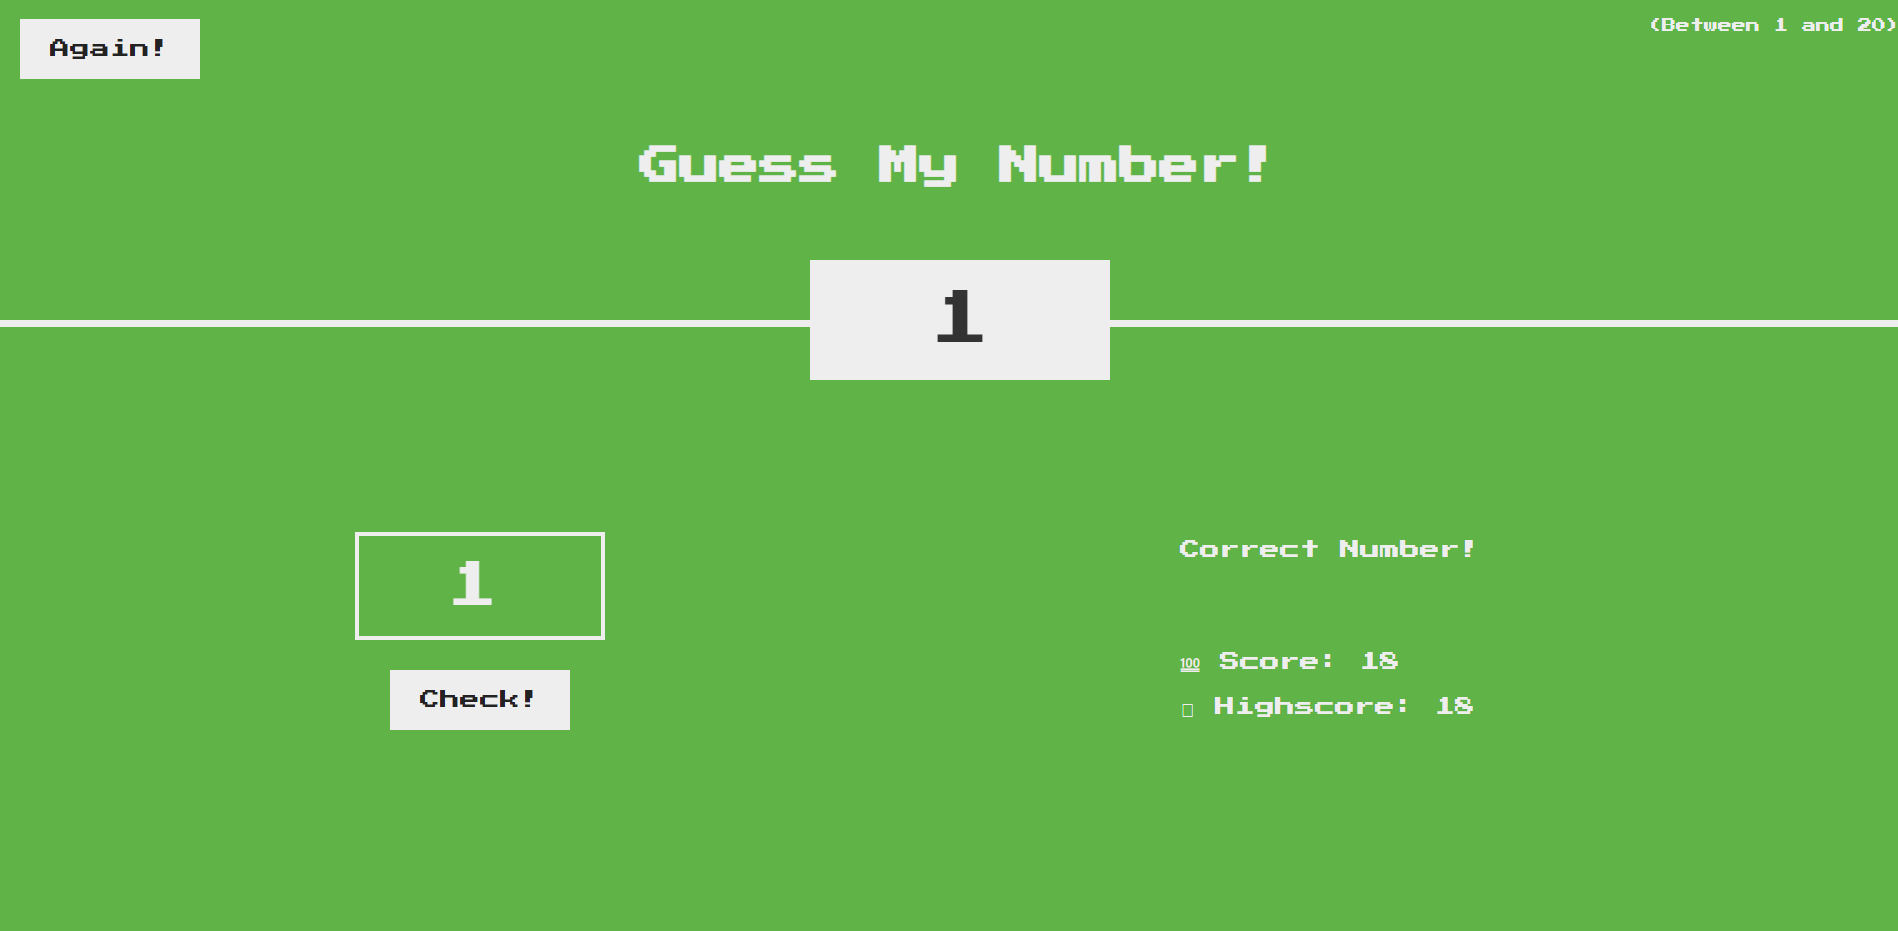 Again!
(Between 1 and 20)
Guess My Number!
1
1
Check!
Correct Number!
💯 Score: 18
Highscore: 18